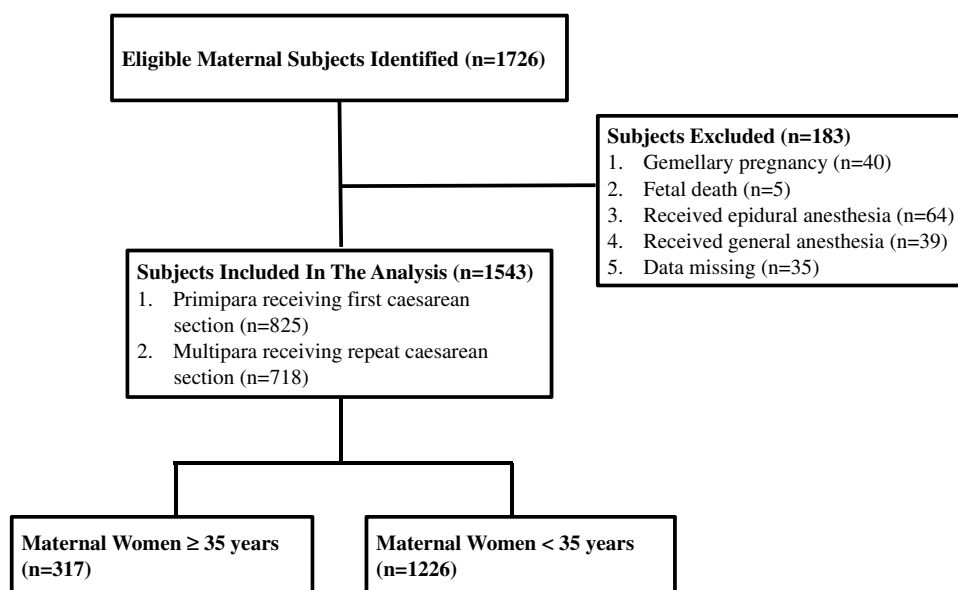 Eligible Maternal Subjects Identified (n=1726)
Subjects Excluded (n=183)
1. Gemellary pregnancy (n=40)
2. Fetal death (n=5)
3. Received epidural anesthesia (n=64)
4. Received general anesthesia (n=39)
5. Data missing (n=35)
Subjects Included In The Analysis (n=1543)
1. Primipara receiving first caesarean
section (n=825)
2. Multipara receiving repeat caesarean
section (n=718)
Maternal Women ≥ 35 years
(n=317)
Maternal Women < 35 years
(n=1226)